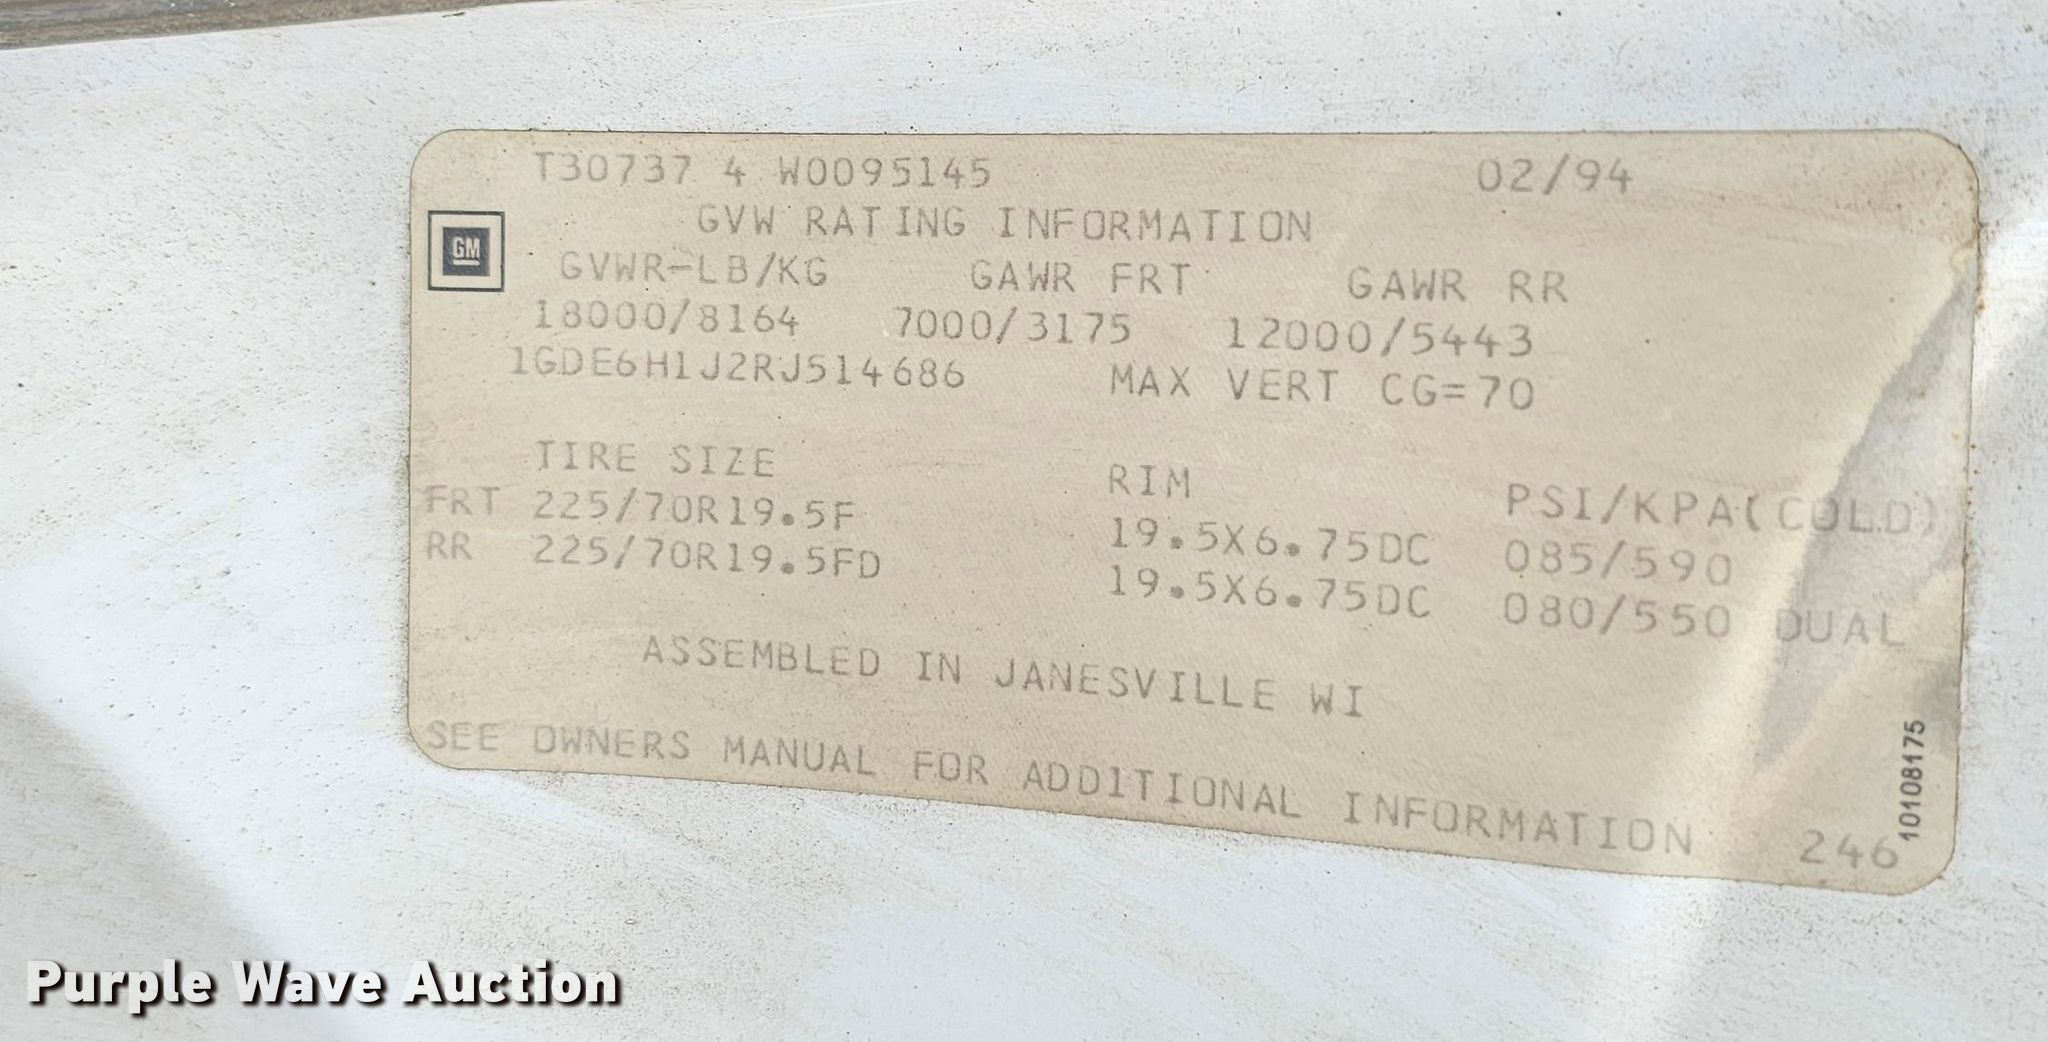 T30737 4 W0095145 02/94
GVW RATING INFORMATION
GM
GVWR-LB/KG GAWR FRT GAWR RR
18000/8164 7000/3175 12000/5443
1GDE6H1J2RJ514686 MAX VERT CG=70
TIRE SIZE RIM PSI/KPA(COLD)
FRT 225/70R19.5F 19.5X6.75DC 085/590
RR 225/70R19.5FD 19.5X6.75DC 080/550 DUAL
ASSEMBLED IN JANESVILLE WI
SEE OWNERS MANUAL FOR ADDITIONAL INFORMATION 246
10108175
Purple Wave Auction